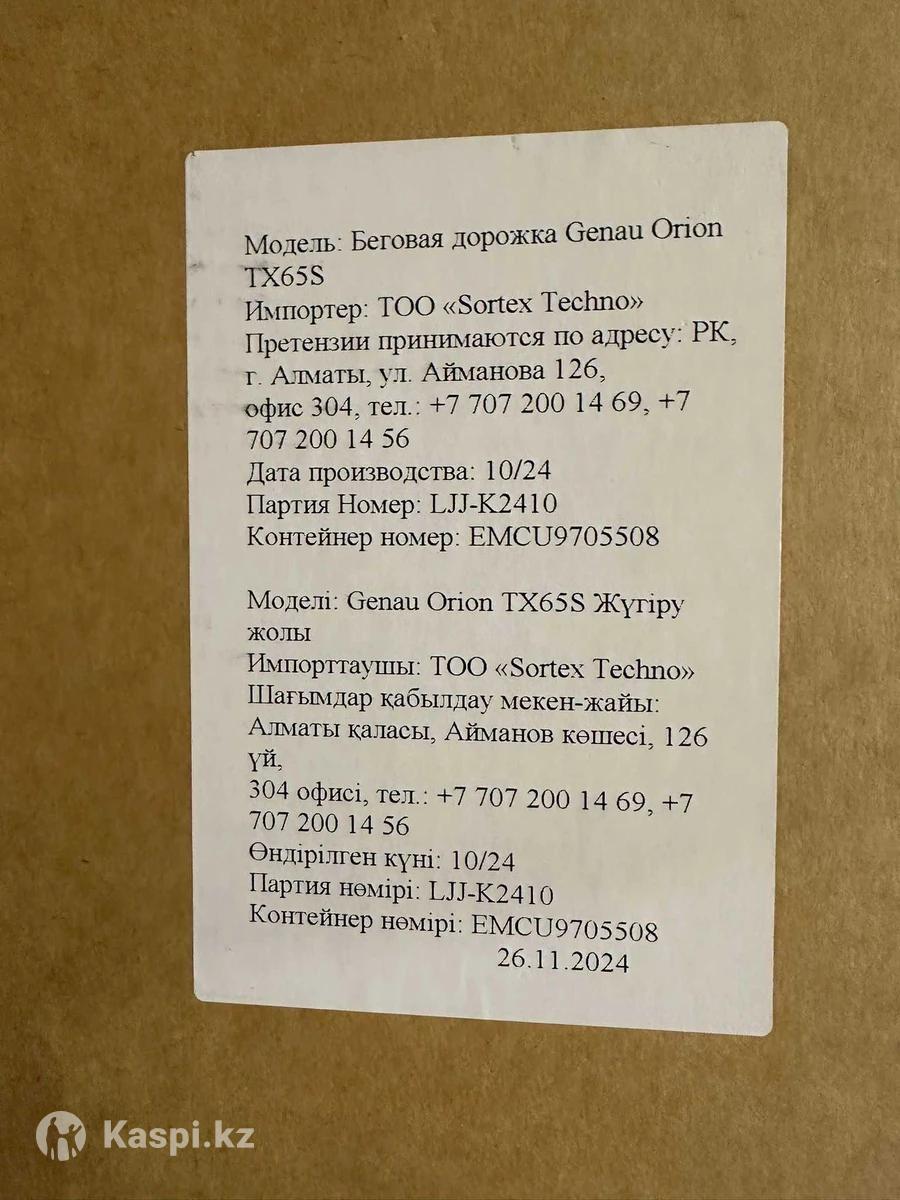 Модель: Беговая дорожка Genau Orion
TX65S
Импортер: ТОО «Sortex Techno»
Претензии принимаются по адресу: РК,
г. Алматы, ул. Айманова 126,
офис 304, тел.: +7 707 200 14 69, +7
707 200 14 56
Дата производства: 10/24
Партия Номер: LJJ-K2410
Контейнер номер: EMCU9705508
Моделі: Genau Orion TX65S Жүгіру
жолы
Импорттаушы: ТОО «Sortex Techno»
Шағымдар қабылдау мекен-жайы:
Алматы қаласы, Айманов көшесі, 126
үй,
304 офисі, тел.: +7 707 200 14 69, +7
707 200 14 56
Өндірілген күні: 10/24
Партия нөмірі: LJJ-K2410
Контейнер нөмірі: EMCU9705508
26.11.2024
Kaspi.kz